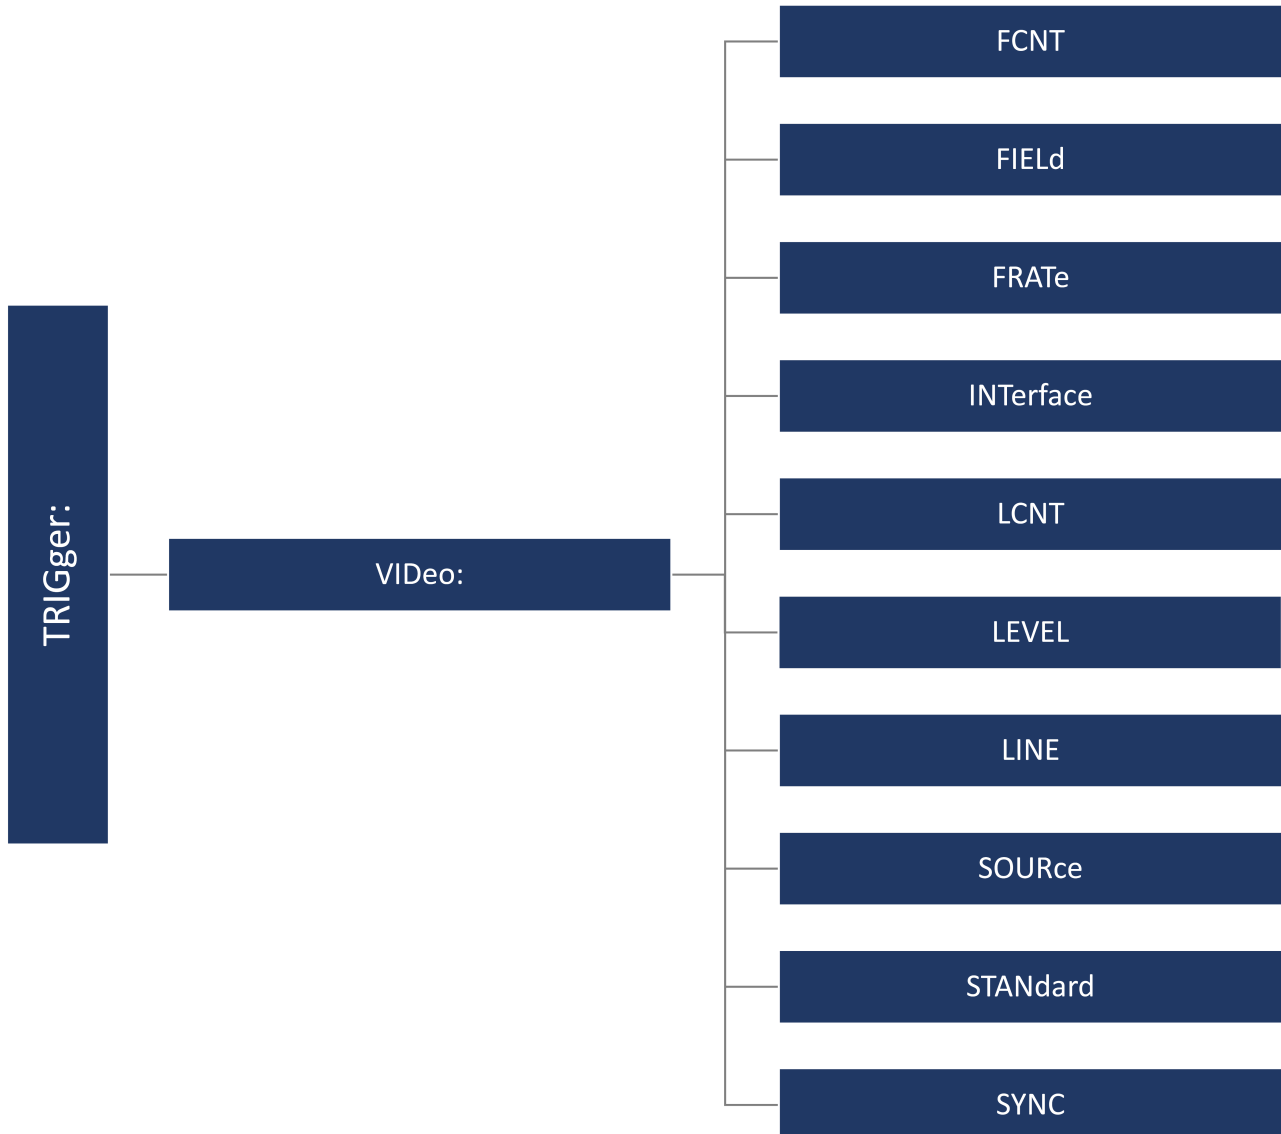 TRIGger:
VIDeo:
FCNT
FIELd
FRATe
INTerface
LCNT
LEVEL
LINE
SOURce
STANdard
SYNC